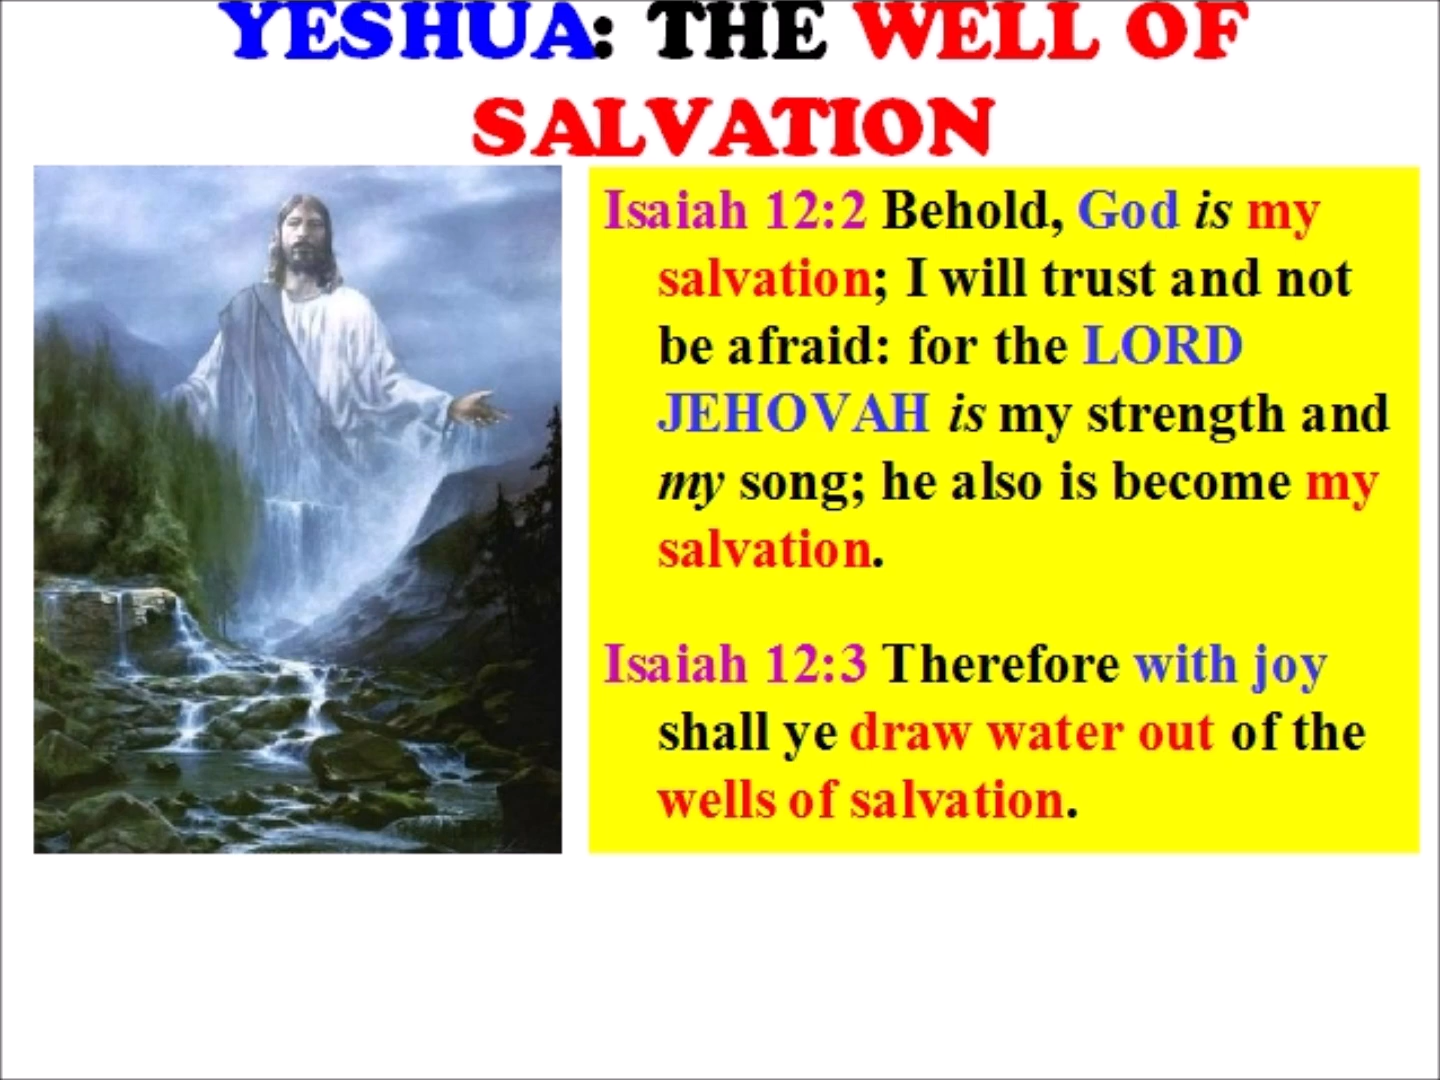 YESHUA: THE WELL OF
SALVATION
Isaiah 12:2 Behold, God is my
salvation; I will trust and not
be afraid: for the LORD
JEHOVAH is my strength and
my song; he also is become my
salvation.
Isaiah 12:3 Therefore with joy
shall ye draw water out of the
wells of salvation.